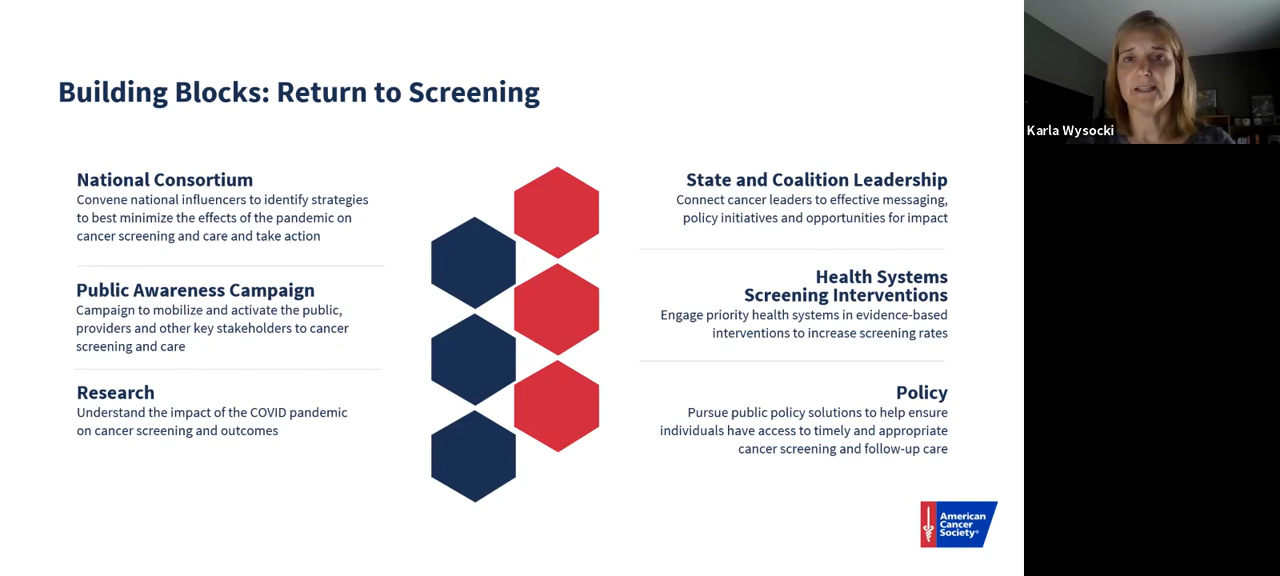 Building Blocks: Return to Screening
National Consortium
Convene national influencers to identify strategies
to best minimize the effects of the pandemic on
cancer screening and care and take action
Public Awareness Campaign
Campaign to mobilize and activate the public,
providers and other key stakeholders to cancer
screening and care
Research
Understand the impact of the COVID pandemic
on cancer screening and outcomes
State and Coalition Leadership
Connect cancer leaders to effective messaging,
policy initiatives and opportunities for impact
Health Systems
Screening Interventions
Engage priority health systems in evidence-based
interventions to increase screening rates
Policy
Pursue public policy solutions to help ensure
individuals have access to timely and appropriate
cancer screening and follow-up care
American
Cancer
Society®
Karla Wysocki